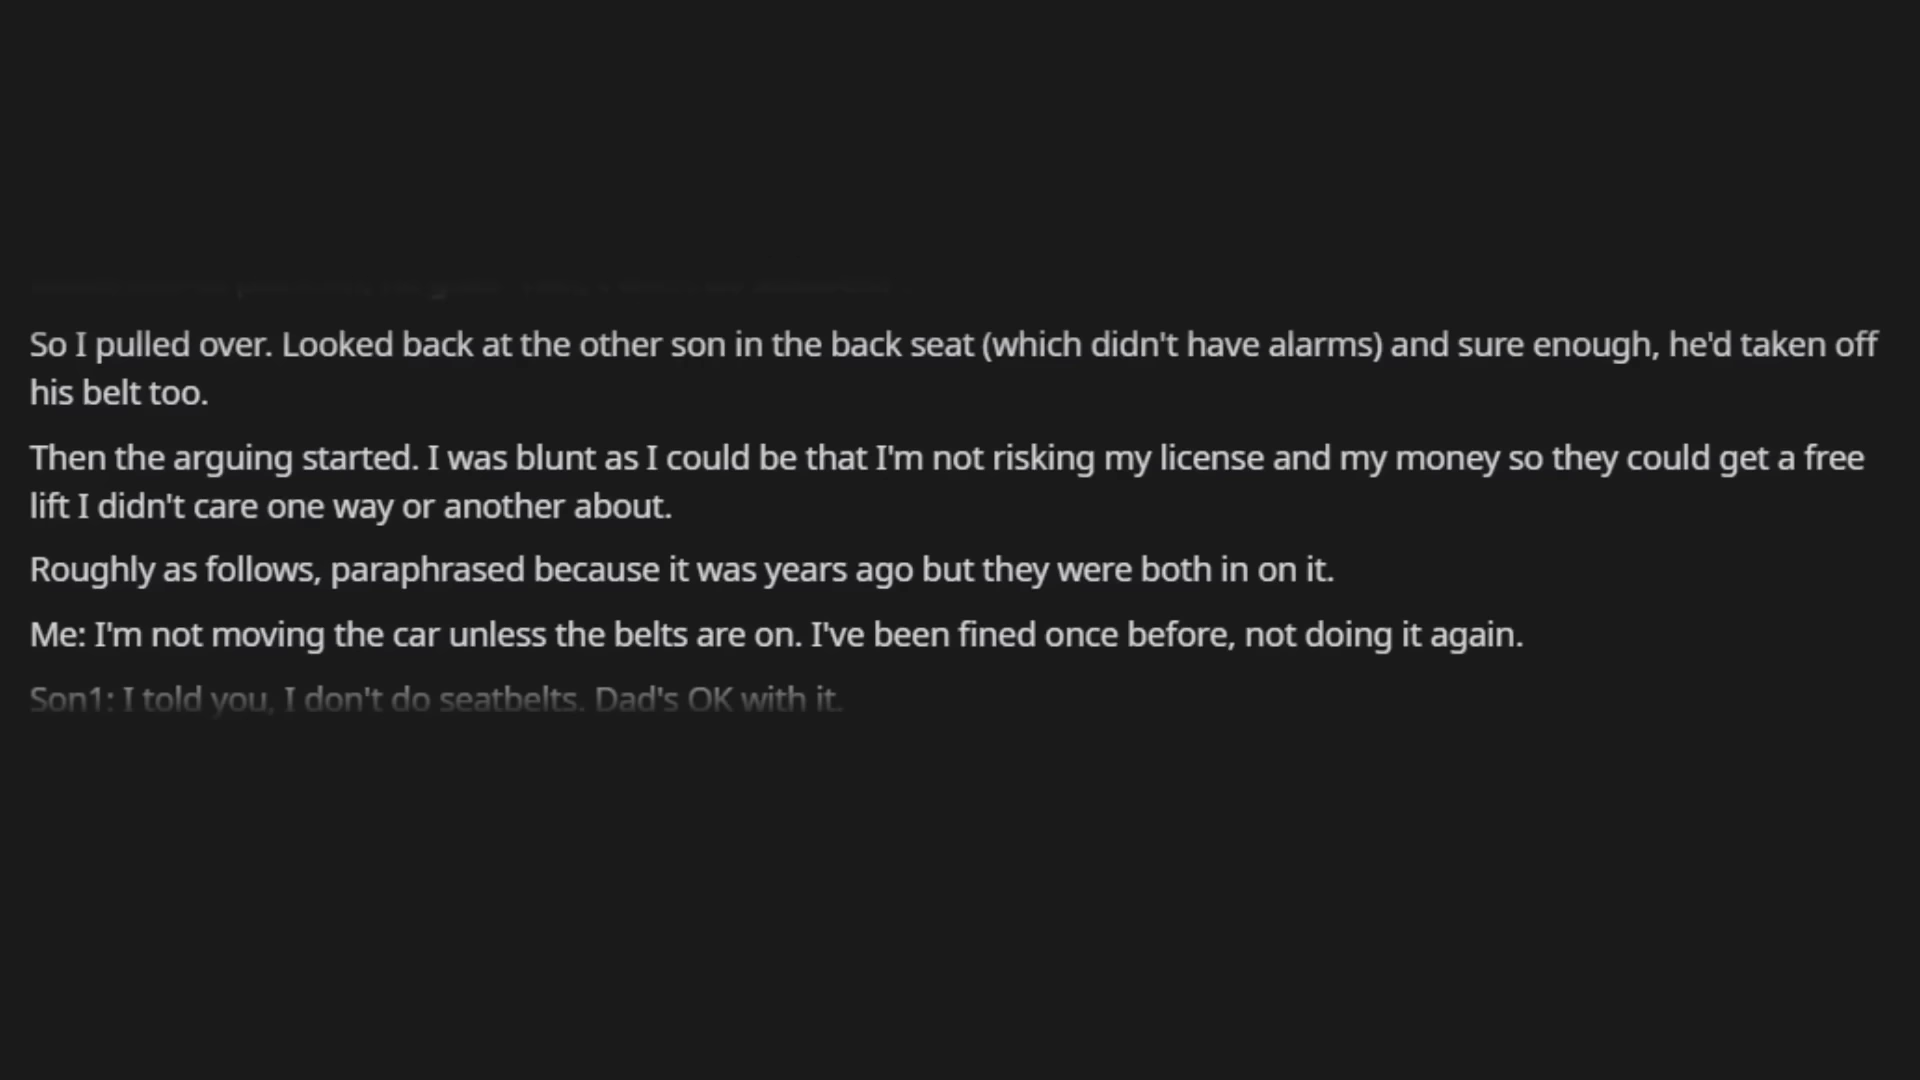 So I pulled over. Looked back at the other son in the back seat (which didn't have alarms) and sure enough, he'd taken off
his belt too.
Then the arguing started. I was blunt as I could be that I'm not risking my license and my money so they could get a free
lift I didn't care one way or another about.
Roughly as follows, paraphrased because it was years ago but they were both in on it.
Me: I'm not moving the car unless the belts are on. I've been fined once before, not doing it again.
Son1: I told you, I don't do seatbelts. Dad's OK with it.